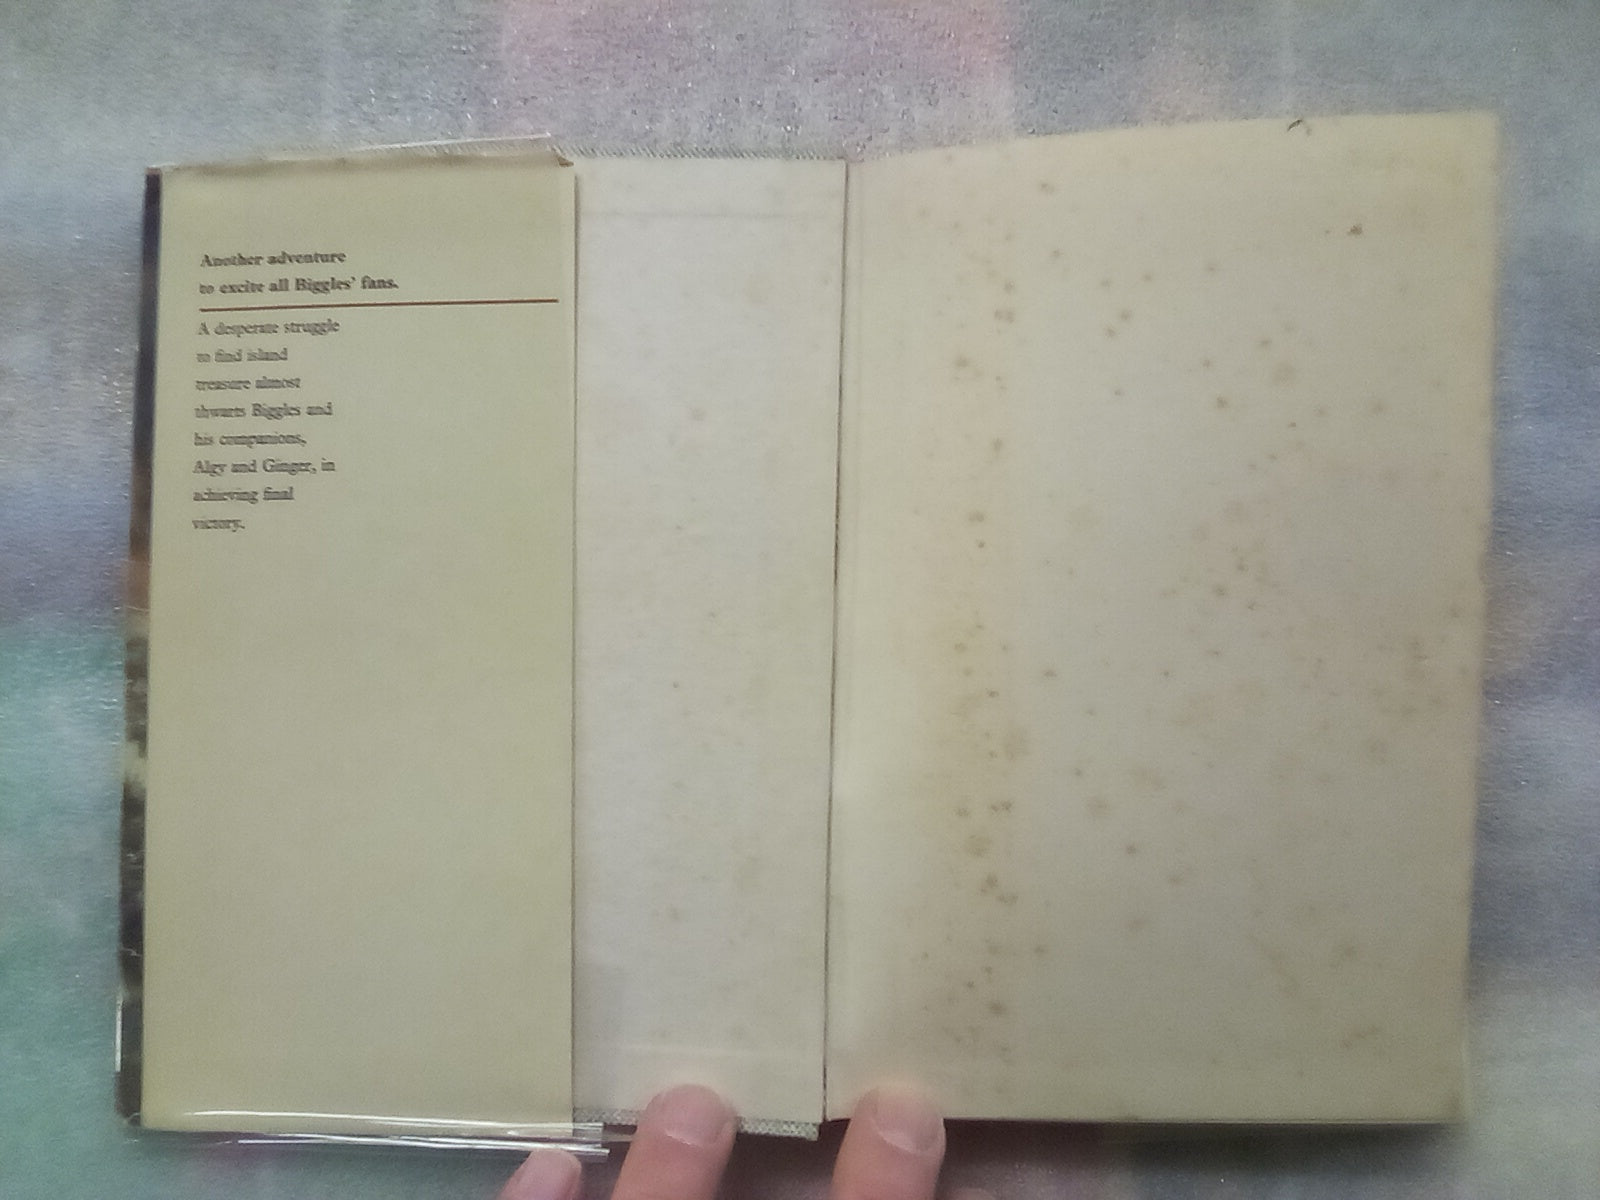 Another adventure
to excite all Biggles' fans.
A desperate struggle
to find island
treasure almost
thwarts Biggles and
his companions,
Algy and Ginger, in
achieving final
victory.